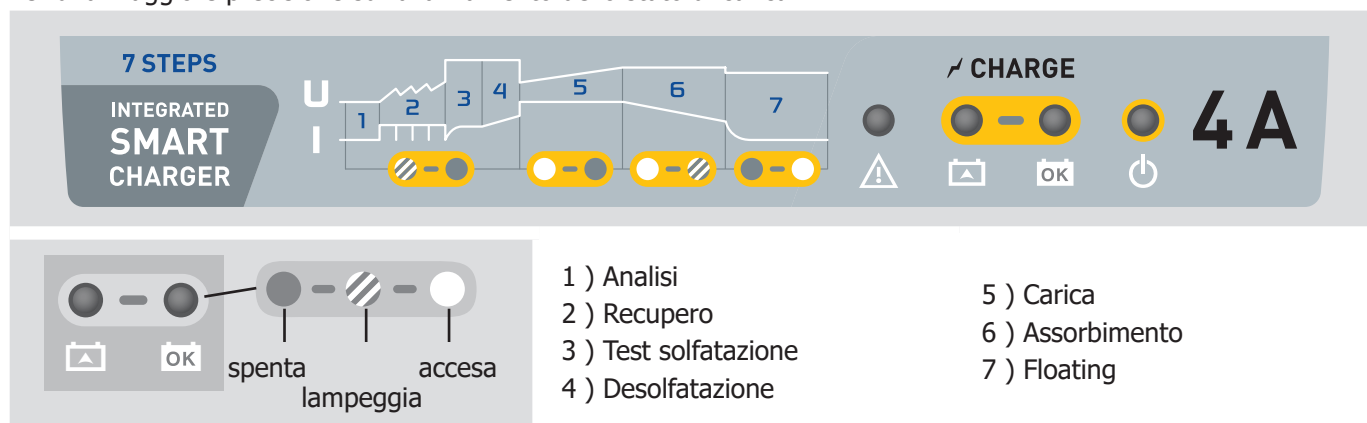 7 STEPS
INTEGRATED
SMART
CHARGER
U
I
1
2
3
4
5
6
7
CHARGE
OK
4 A
OK
spenta
lampeggia
accesa
1 ) Analisi
2 ) Recupero
3 ) Test solfatazione
4 ) Desolfatazione
5 ) Carica
6 ) Assorbimento
7 ) Floating